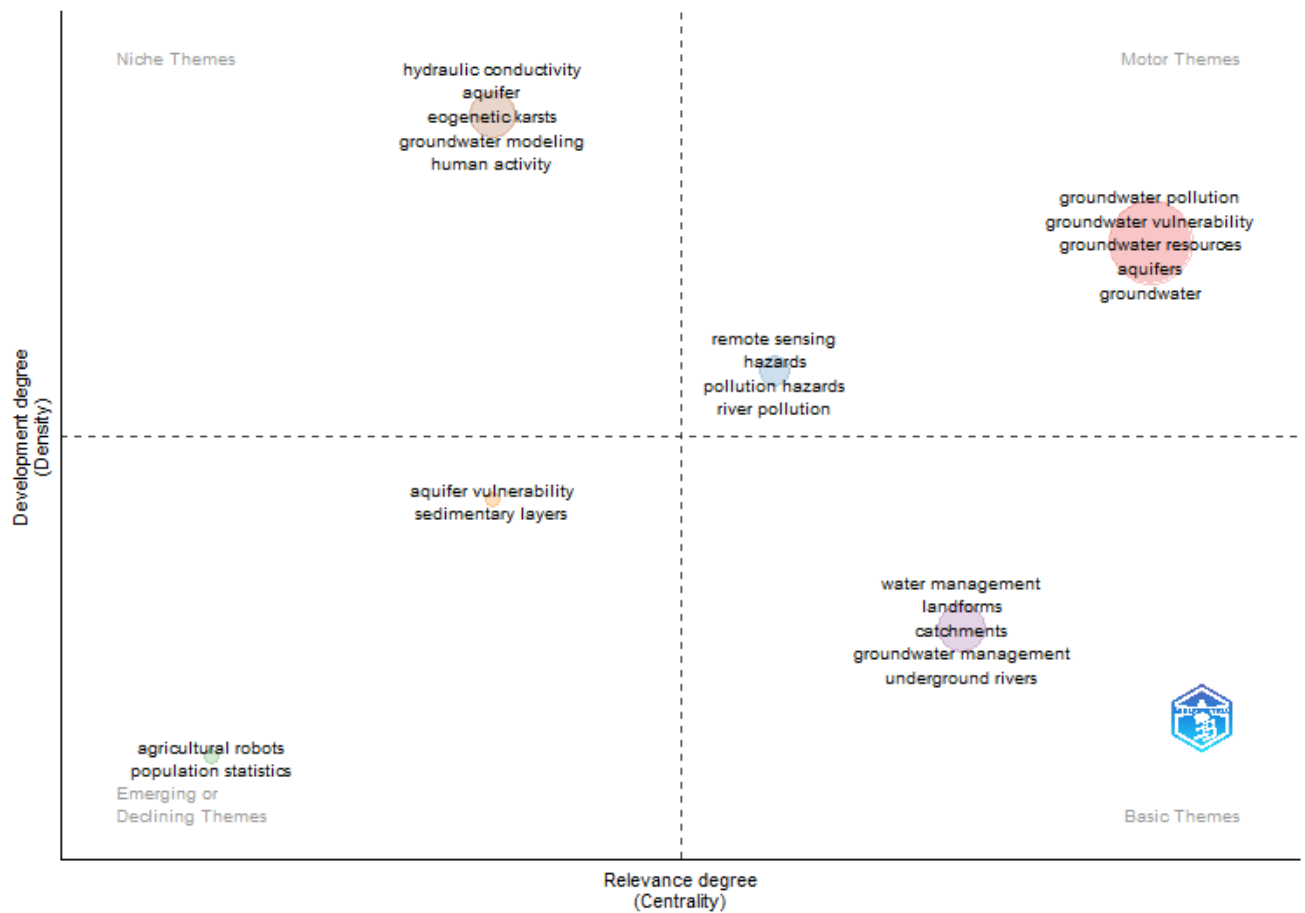 Niche Themes
Motor Themes
hydraulic conductivity
aquifer
eogenetic karsts
groundwater modeling
human activity
groundwater pollution
groundwater vulnerability
groundwater resources
aquifers
groundwater
remote sensing
hazards
pollution hazards
river pollution
Development degree
(Density)
aquifer vulnerability
sedimentary layers
water management
landforms
catchments
groundwater management
underground rivers
agricultural robots
population statistics
Emerging or
Declining Themes
Basic Themes
Relevance degree
(Centrality)